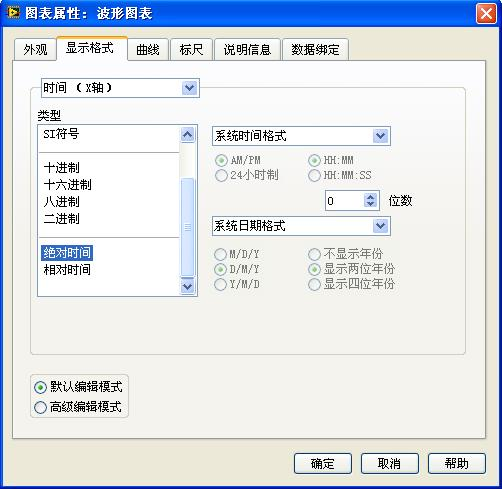 图表属性：波形图表
外观 显示格式 曲线 标尺 说明信息 数据绑定
时间 （X轴）
类型
SI符号
十进制
十六进制
八进制
二进制
绝对时间
相对时间
系统时间格式
AM/PM HH:MM
24小时制 HH:MM:SS
0 位数
系统日期格式
M/D/Y 不显示年份
D/M/Y 显示两位年份
Y/M/D 显示四位年份
默认编辑模式
高级编辑模式
确定 取消 帮助